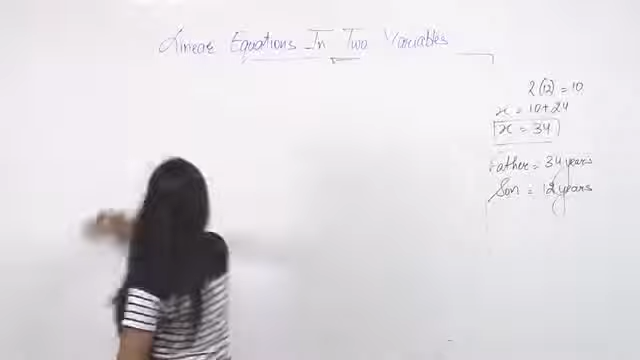 Linear Equations In Two Variables
2(12) = 10
x = 10+24
x = 34
Father = 34 years
Son = 12 years